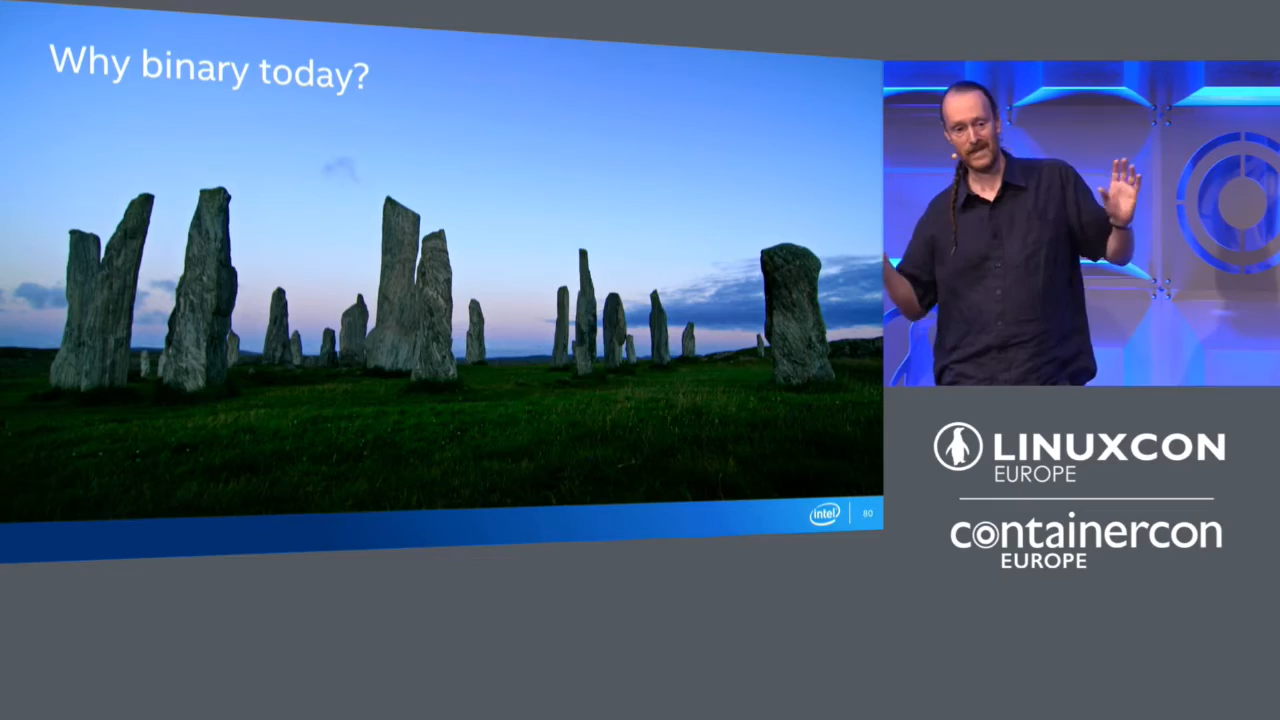 Why binary today?
intel
80
LINUXCON
EUROPE
containercon
EUROPE